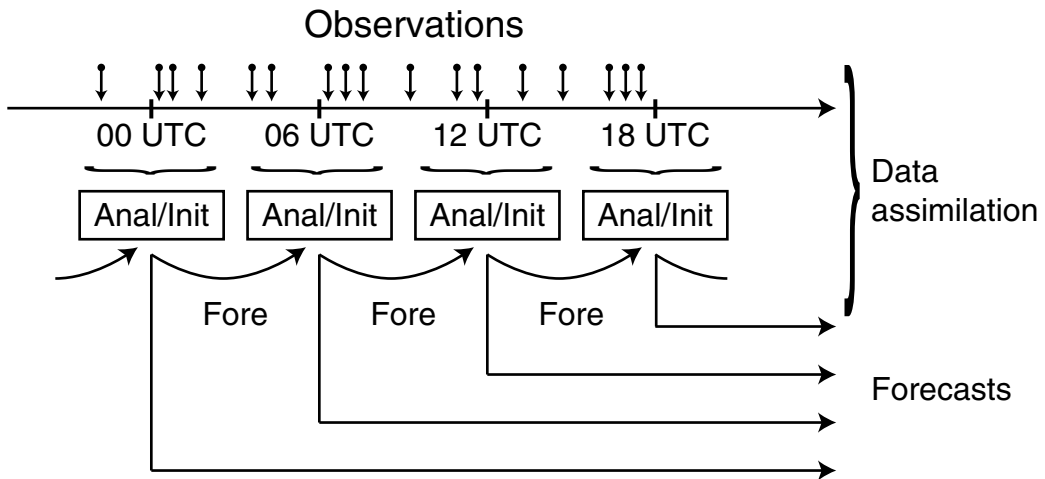 Observations
00 UTC 06 UTC 12 UTC 18 UTC
Anal/Init Anal/Init Anal/Init Anal/Init
Data
assimilation
Fore Fore Fore
Forecasts